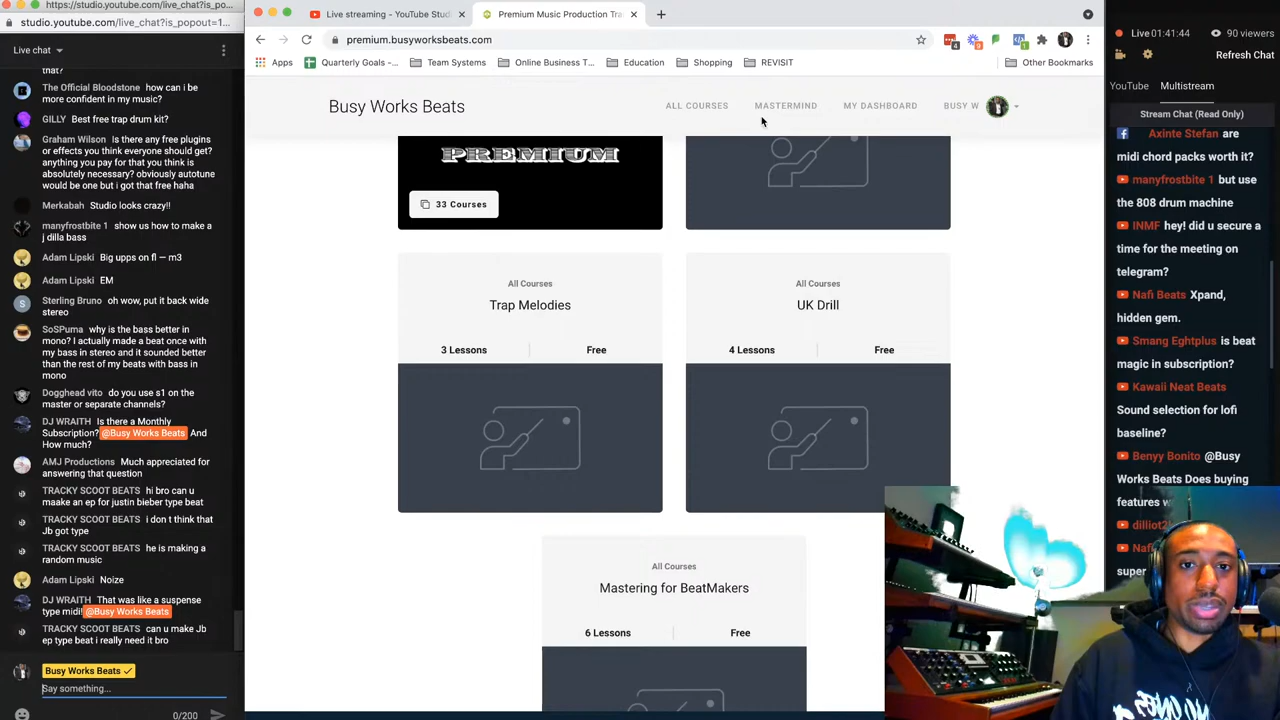 https://studio.youtube.com/live_chat?is_po...
studio.youtube.com/live_chat?is_popout=1...
Live chat
that?
The Official Bloodstone how can i be
more confident in my music?
GILLY Best free trap drum kit?
Graham Wilson Is there any free plugins
or effects you think everyone should get?
anything you pay for that you think is
absolutely necessary? obviously autotune
would be one but i got that free haha
Merkabah Studio looks crazy!!
manyfrostbite 1 show us how to make a
j dilla bass
Adam Lipski Big upps on fl — m3
Adam Lipski EM
Sterling Bruno oh wow, put it back wide
stereo
SoSPuma why is the bass better in
mono? I actually made a beat once with
my bass in stereo and it sounded better
than the rest of my beats with bass in
mono
Dogghead vito do you use s1 on the
master or separate channels?
DJ WRAITH Is there a Monthly
Subscription? @Busy Works Beats And
How much?
AMJ Productions Much appreciated for
answering that question
TRACKY SCOOT BEATS hi bro can u
maake an ep for justin bieber type beat
TRACKY SCOOT BEATS i don t think that
Jb got type
TRACKY SCOOT BEATS he is making a
random music
Adam Lipski Noize
DJ WRAITH That was like a suspense
type midi! @Busy Works Beats
TRACKY SCOOT BEATS can u make Jb
ep type beat i really need it bro
Busy Works Beats
Say something...
0/200
Live streaming - YouTube Studi
Premium Music Production Tra
premium.busyworksbeats.com
4
9
1
Apps
Quarterly Goals -...
Team Systems
Online Business T...
Education
Shopping
REVISIT
Other Bookmarks
Busy Works Beats
ALL COURSES
MASTERMIND
MY DASHBOARD
BUSY W
PREMIUM
33 Courses
All Courses
Trap Melodies
3 Lessons
Free
All Courses
UK Drill
4 Lessons
Free
All Courses
Mastering for BeatMakers
6 Lessons
Free
Live 01:41:44
90 viewers
Refresh Chat
YouTube
Multistream
Stream Chat (Read Only)
Axinte Stefan are
midi chord packs worth it?
manyfrostbite 1 but use
the 808 drum machine
INMF hey! did u secure a
time for the meeting on
telegram?
Nafi Beats Xpand,
hidden gem.
Smang Eghtplus is beat
magic in subscription?
Kawaii Neat Beats
Sound selection for lofi
baseline?
Benyy Bonito @Busy
Works Beats Does buying
features w
dilliot2
Naf
super